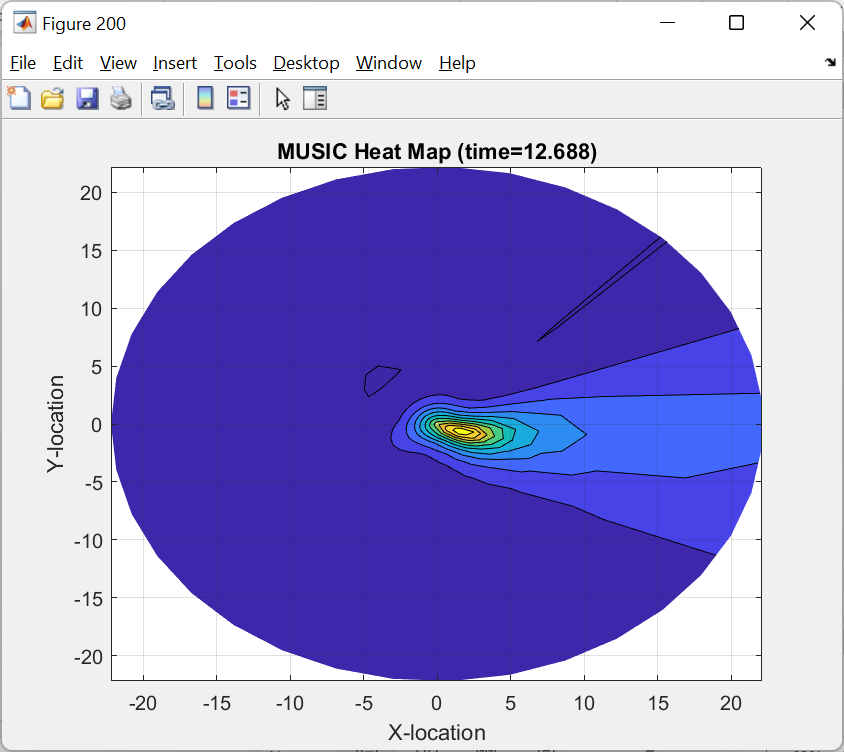 Figure 200
File Edit View Insert Tools Desktop Window Help
MUSIC Heat Map (time=12.688)
20
15
10
5
0
-5
-10
-15
-20
Y-location
-20 -15 -10 -5 0 5 10 15 20
X-location